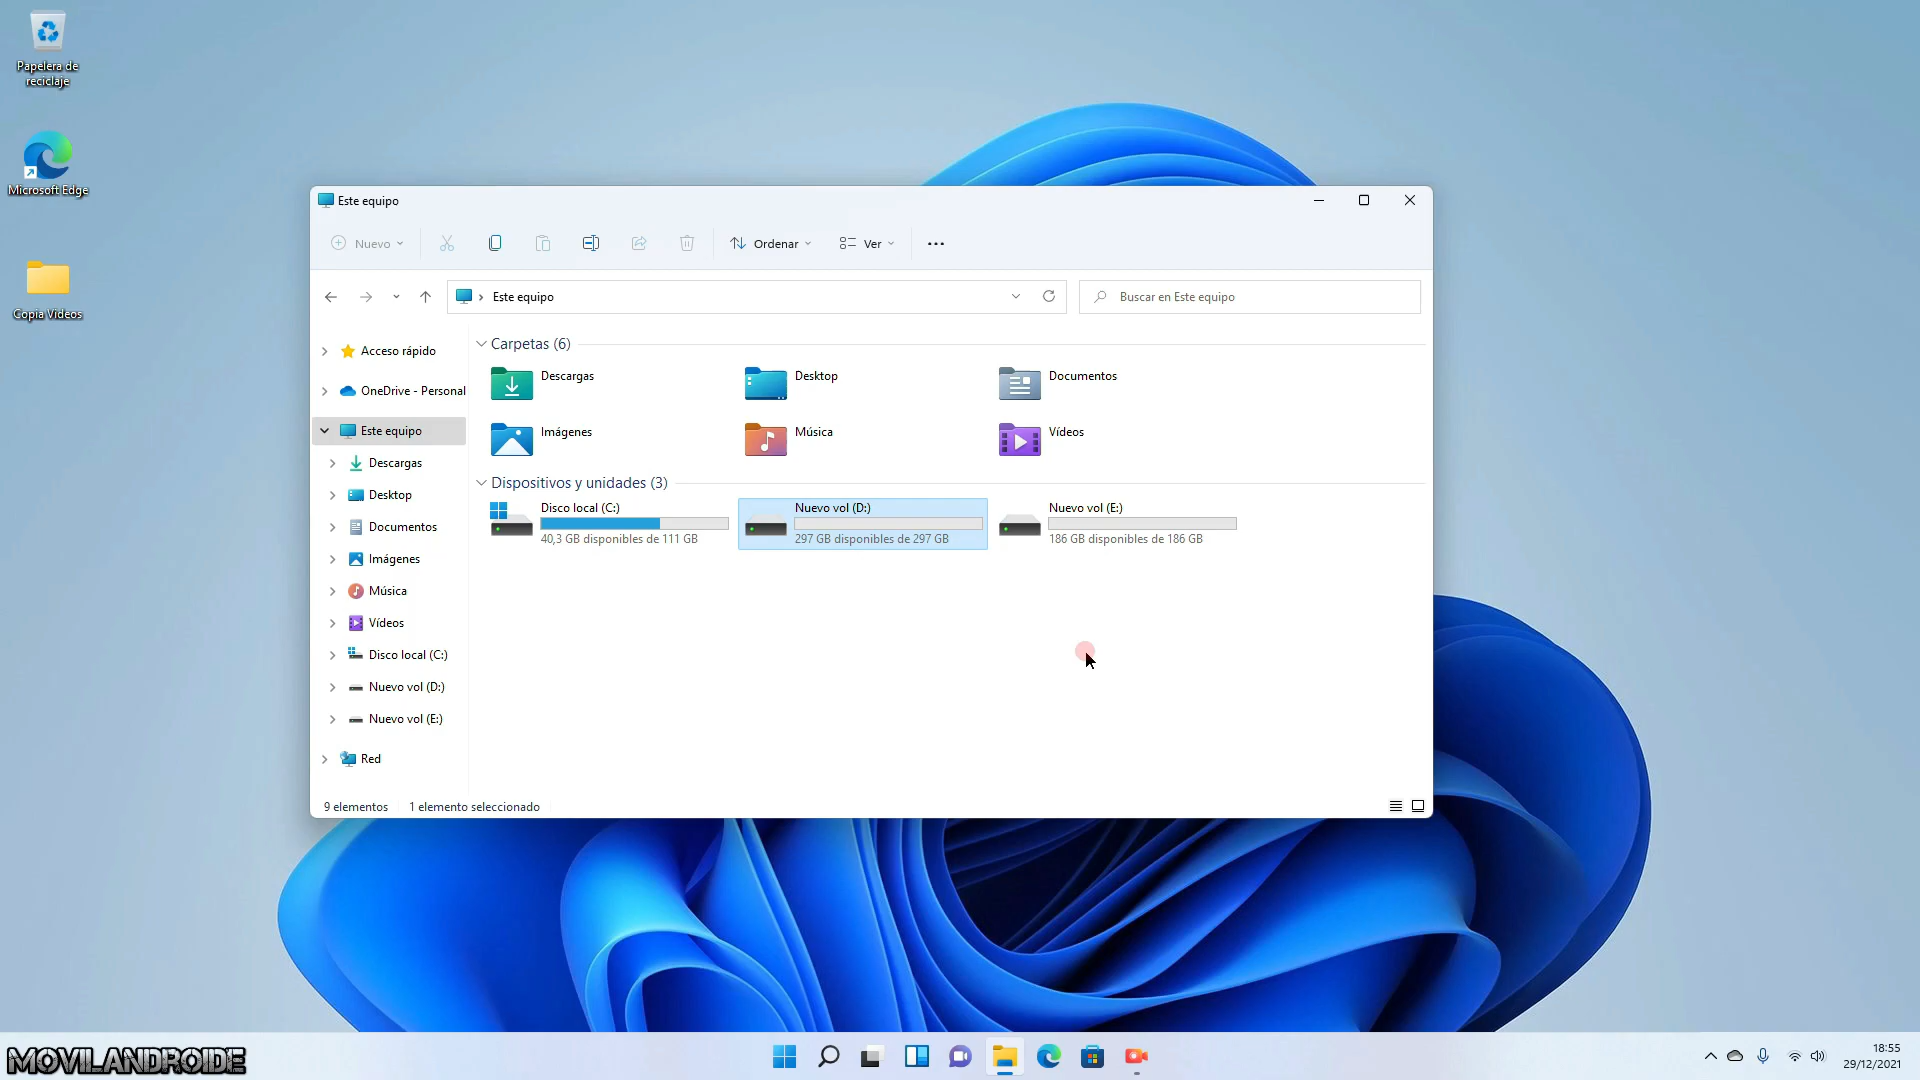 Papelera de
reciclaje
Microsoft Edge
Copia Videos
Este equipo
Nuevo
Ordenar
Ver
Este equipo
Buscar en Este equipo
Acceso rápido
OneDrive - Personal
Este equipo
Descargas
Desktop
Documentos
Imágenes
Música
Vídeos
Disco local (C:)
Nuevo vol (D:)
Nuevo vol (E:)
Red
Carpetas (6)
Descargas
Desktop
Documentos
Imágenes
Música
Vídeos
Dispositivos y unidades (3)
Disco local (C:)
40,3 GB disponibles de 111 GB
Nuevo vol (D:)
297 GB disponibles de 297 GB
Nuevo vol (E:)
186 GB disponibles de 186 GB
9 elementos
1 elemento seleccionado
MOVILANDROIDE
18:55
29/12/2021